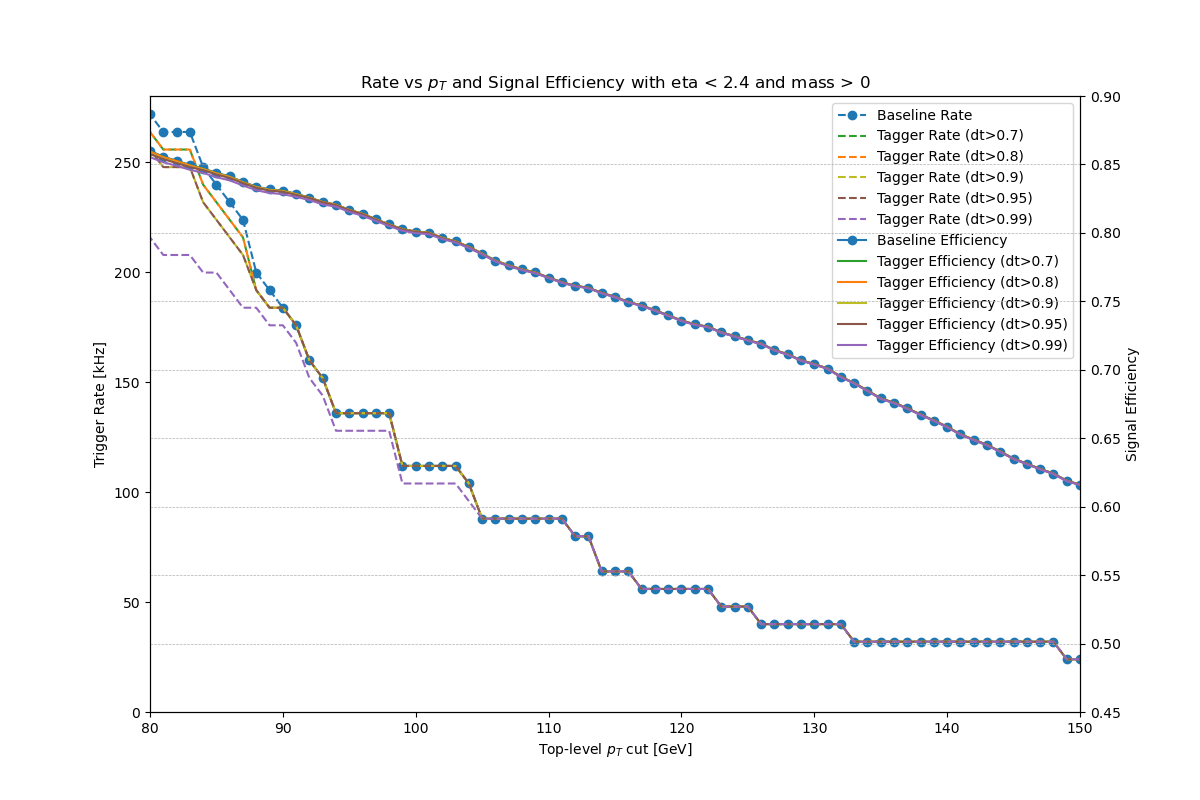 Rate vs pT and Signal Efficiency with eta < 2.4 and mass > 0
Baseline Rate
Tagger Rate (dt>0.7)
Tagger Rate (dt>0.8)
Tagger Rate (dt>0.9)
Tagger Rate (dt>0.95)
Tagger Rate (dt>0.99)
Baseline Efficiency
Tagger Efficiency (dt>0.7)
Tagger Efficiency (dt>0.8)
Tagger Efficiency (dt>0.9)
Tagger Efficiency (dt>0.95)
Tagger Efficiency (dt>0.99)
Trigger Rate [kHz]
250
200
150
100
50
0
0.90
0.85
0.80
0.75
0.70
0.65
0.60
0.55
0.50
0.45
Signal Efficiency
80 90 100 110 120 130 140 150
Top-level pT cut [GeV]